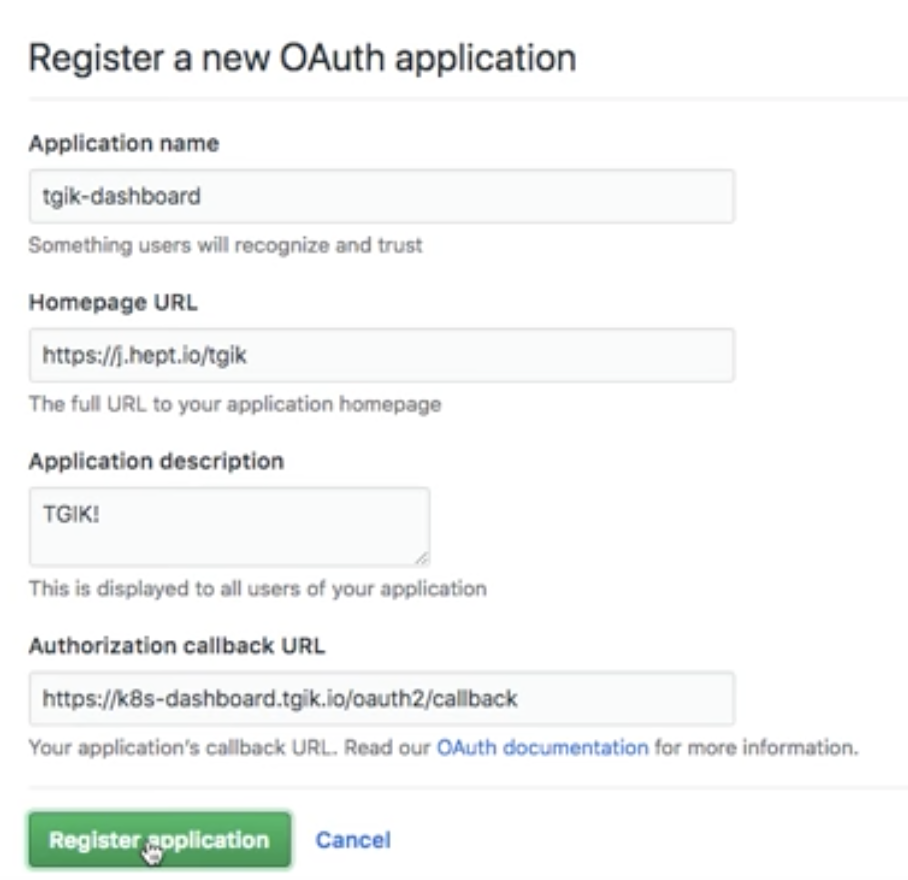 Register a new OAuth application
Application name
tgik-dashboard
Something users will recognize and trust
Homepage URL
https://j.hept.io/tgik
The full URL to your application homepage
Application description
TGIK!
This is displayed to all users of your application
Authorization callback URL
https://k8s-dashboard.tgik.io/oauth2/callback
Your application's callback URL. Read our OAuth documentation for more information.
Register application Cancel